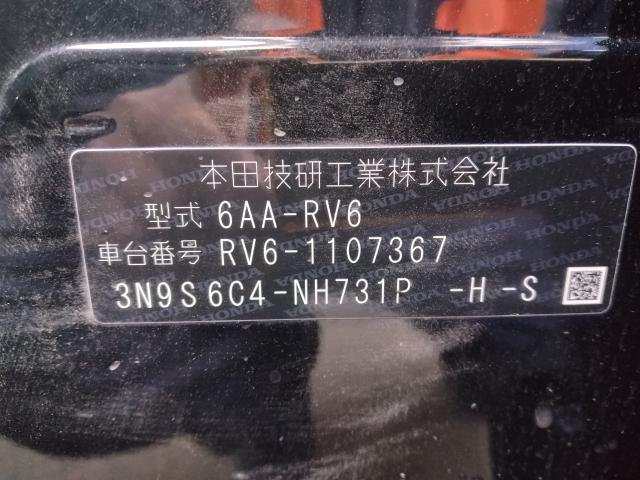 本田技研工業株式会社
型式 6AA-RV6
車台番号 RV6-1107367
3N9S6C4-NH731P -H-S